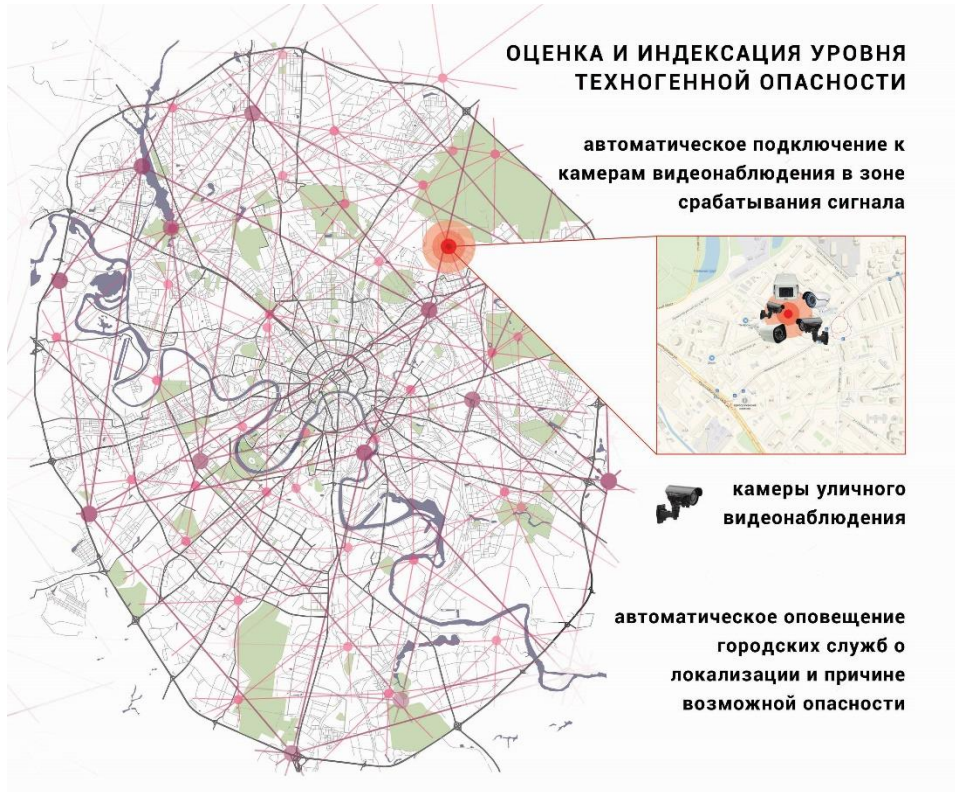 ОЦЕНКА И ИНДЕКСАЦИЯ УРОВНЯ
ТЕХНОГЕННОЙ ОПАСНОСТИ
автоматическое подключение к
камерам видеонаблюдения в зоне
срабатывания сигнала
камеры уличного
видеонаблюдения
автоматическое оповещение
городских служб о
локализации и причине
возможной опасности